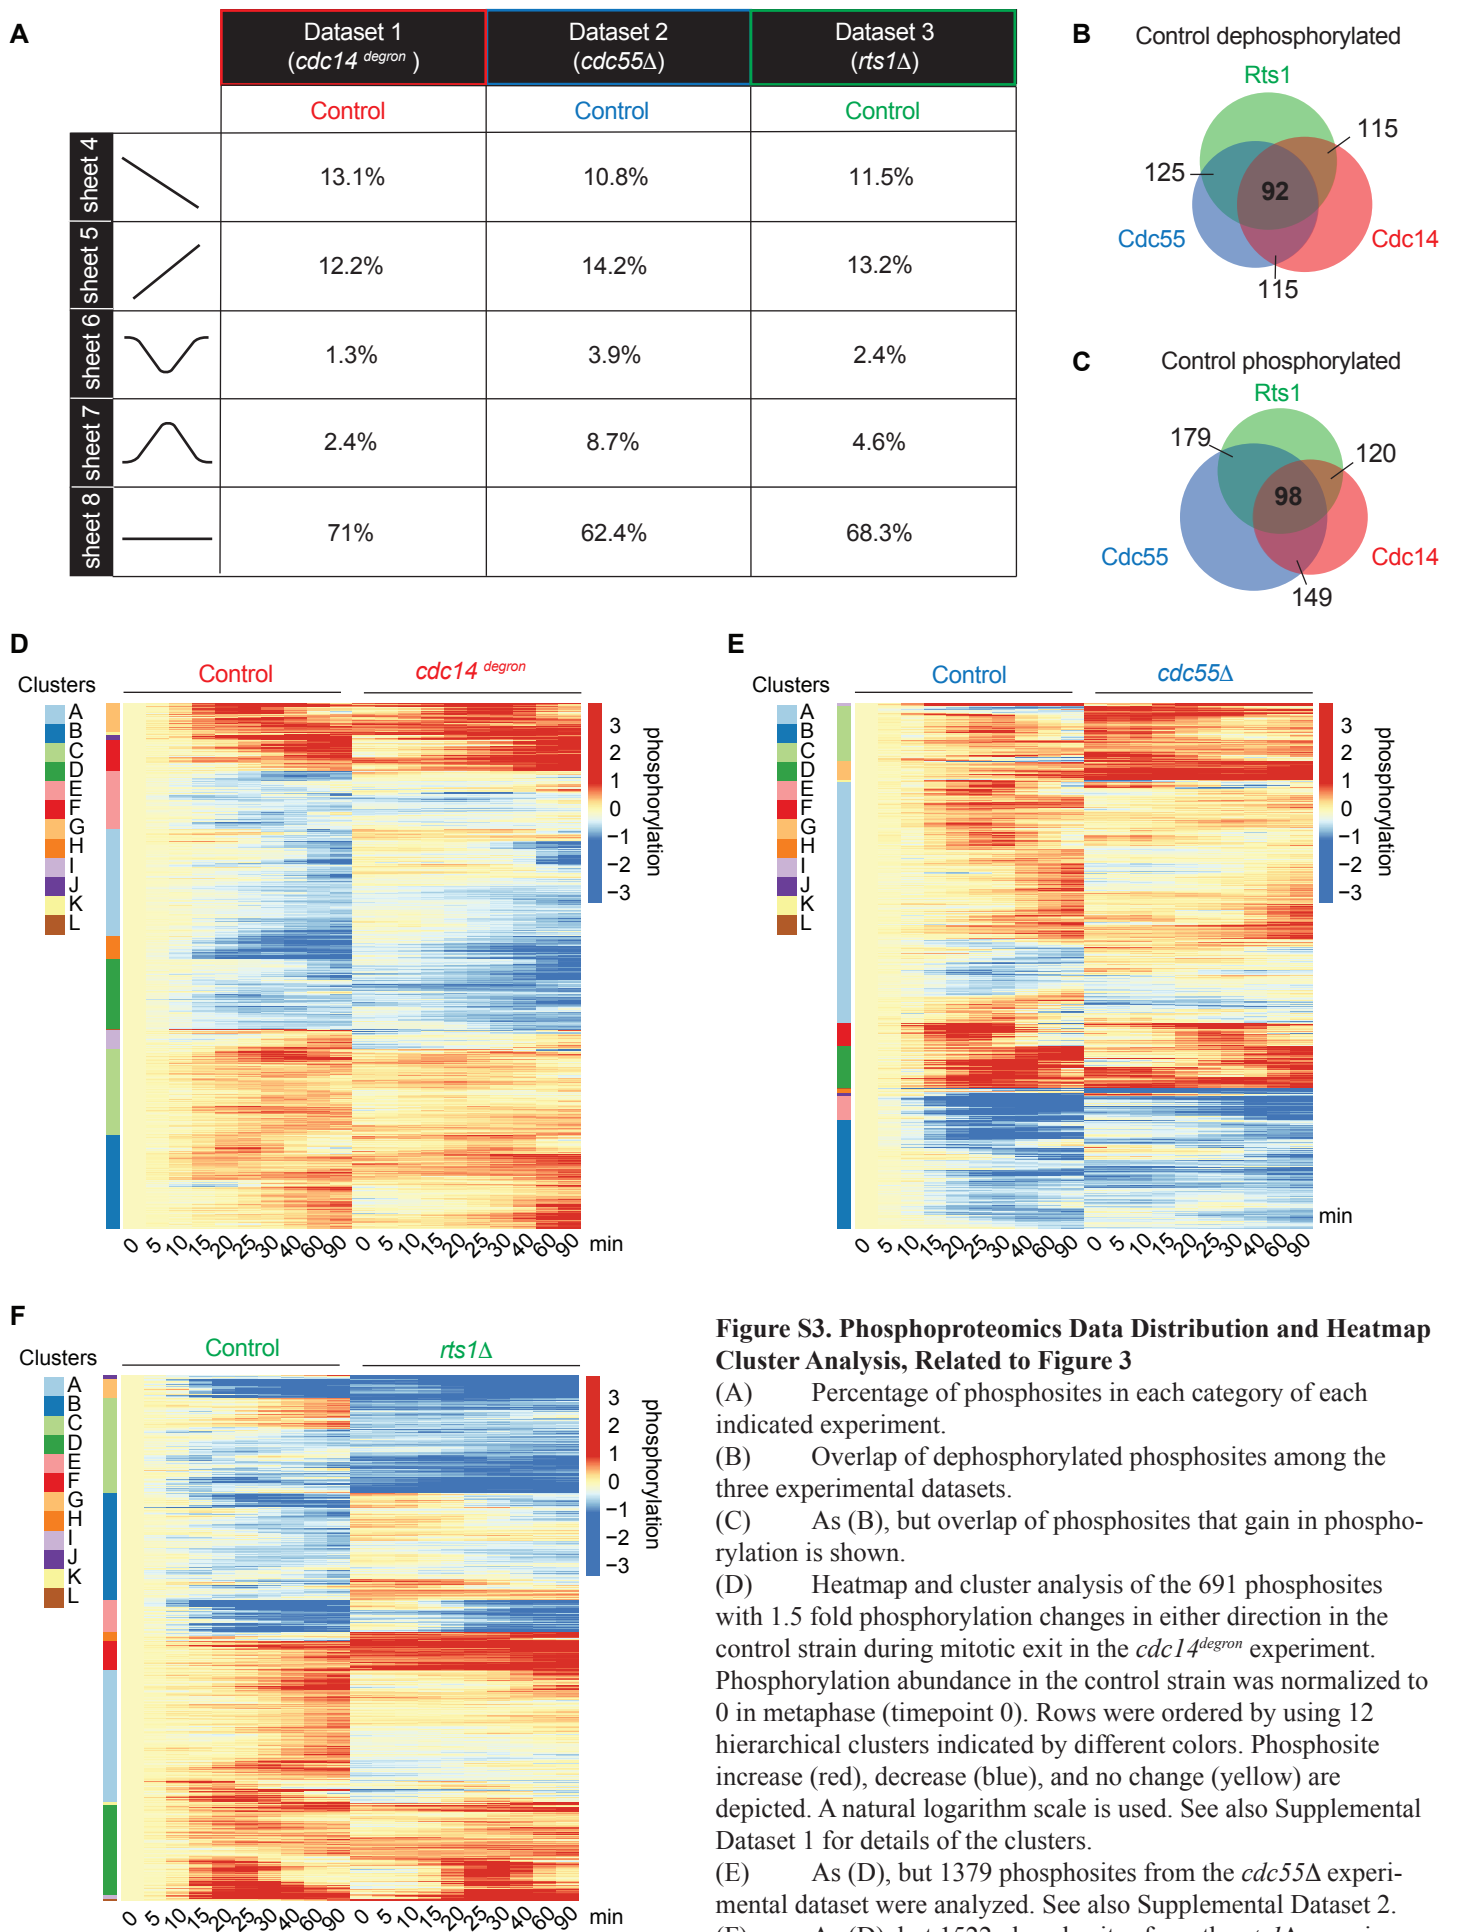 A
Dataset 1
(cdc14 degron )
Dataset 2
(cdc55Δ)
Dataset 3
(rts1Δ)
Control
Control
Control
sheet 4
13.1%
10.8%
11.5%
sheet 5
12.2%
14.2%
13.2%
sheet 6
1.3%
3.9%
2.4%
sheet 7
2.4%
8.7%
4.6%
sheet 8
71%
62.4%
68.3%
B
Control dephosphorylated
Rts1
115
125
92
Cdc55
Cdc14
115
C
Control phosphorylated
Rts1
179
120
98
Cdc55
Cdc14
149
D
Control
cdc14 degron
Clusters
A
B
C
D
E
F
G
H
I
J
K
L
3
2
1
0
−1
−2
−3
phosphorylation
0 5 10 15 20 25 30 40 60 90 0 5 10 15 20 25 30 40 60 90 min
E
Control
cdc55Δ
Clusters
A
B
C
D
E
F
G
H
I
J
K
L
3
2
1
0
−1
−2
−3
phosphorylation
min
0 5 10 15 20 25 30 40 60 90 0 5 10 15 20 25 30 40 60 90
F
Control
rts1Δ
Clusters
A
B
C
D
E
F
G
H
I
J
K
L
3
2
1
0
−1
−2
−3
phosphorylation
0 5 10 15 20 25 30 40 60 90 0 5 10 15 20 25 30 40 60 90 min
Figure S3. Phosphoproteomics Data Distribution and Heatmap
Cluster Analysis, Related to Figure 3
(A) Percentage of phosphosites in each category of each
indicated experiment.
(B) Overlap of dephosphorylated phosphosites among the
three experimental datasets.
(C) As (B), but overlap of phosphosites that gain in phospho-
rylation is shown.
(D) Heatmap and cluster analysis of the 691 phosphosites
with 1.5 fold phosphorylation changes in either direction in the
control strain during mitotic exit in the cdc14degron experiment.
Phosphorylation abundance in the control strain was normalized to
0 in metaphase (timepoint 0). Rows were ordered by using 12
hierarchical clusters indicated by different colors. Phosphosite
increase (red), decrease (blue), and no change (yellow) are
depicted. A natural logarithm scale is used. See also Supplemental
Dataset 1 for details of the clusters.
(E) As (D), but 1379 phosphosites from the cdc55Δ experi-
mental dataset were analyzed. See also Supplemental Dataset 2.